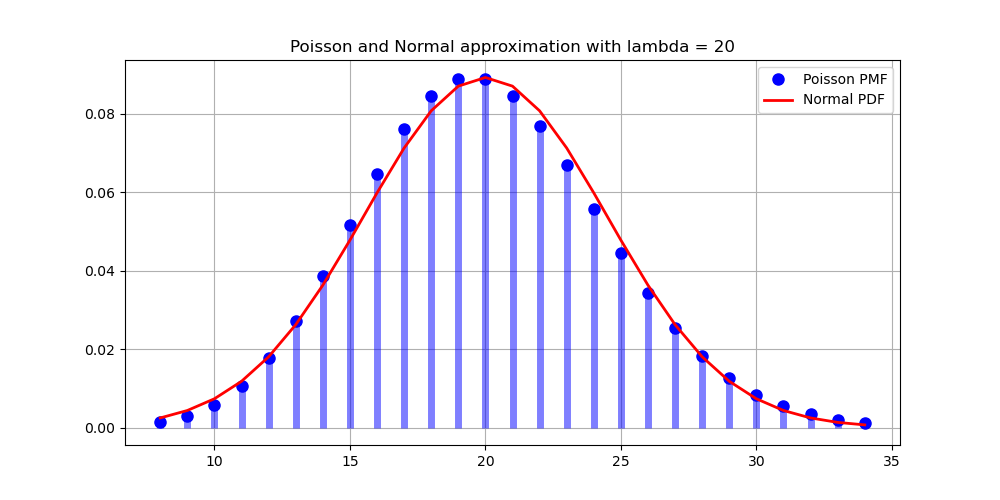 Poisson and Normal approximation with lambda = 20
Poisson PMF
Normal PDF
0.08
0.06
0.04
0.02
0.00
10 15 20 25 30 35